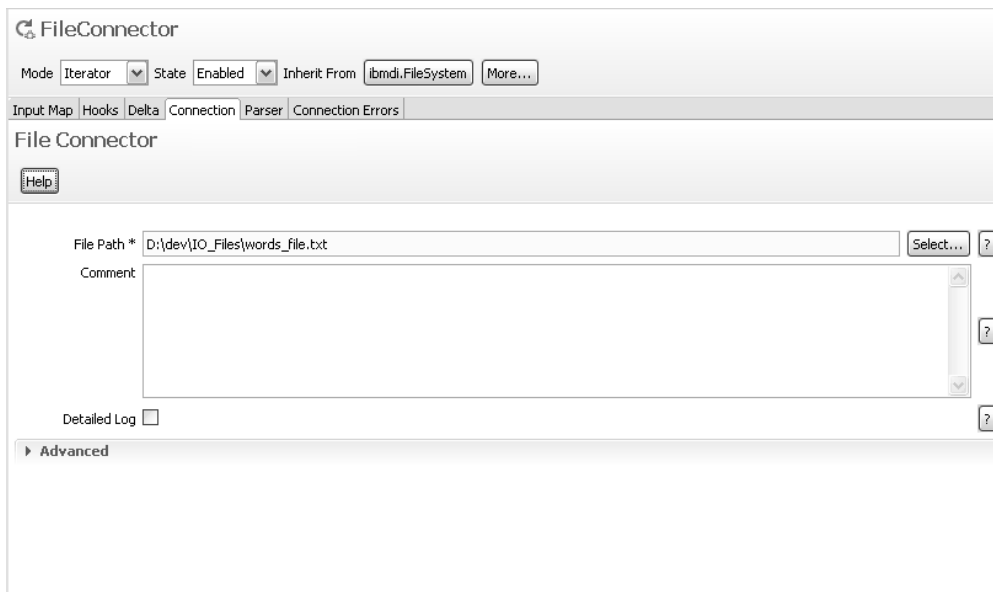 FileConnector
Mode Iterator State Enabled Inherit From ibmdi.FileSystem More...
Input Map Hooks Delta Connection Parser Connection Errors
File Connector
Help
File Path * D:\dev\IO_Files\words_file.txt Select... ?
Comment
?
Detailed Log ?
Advanced